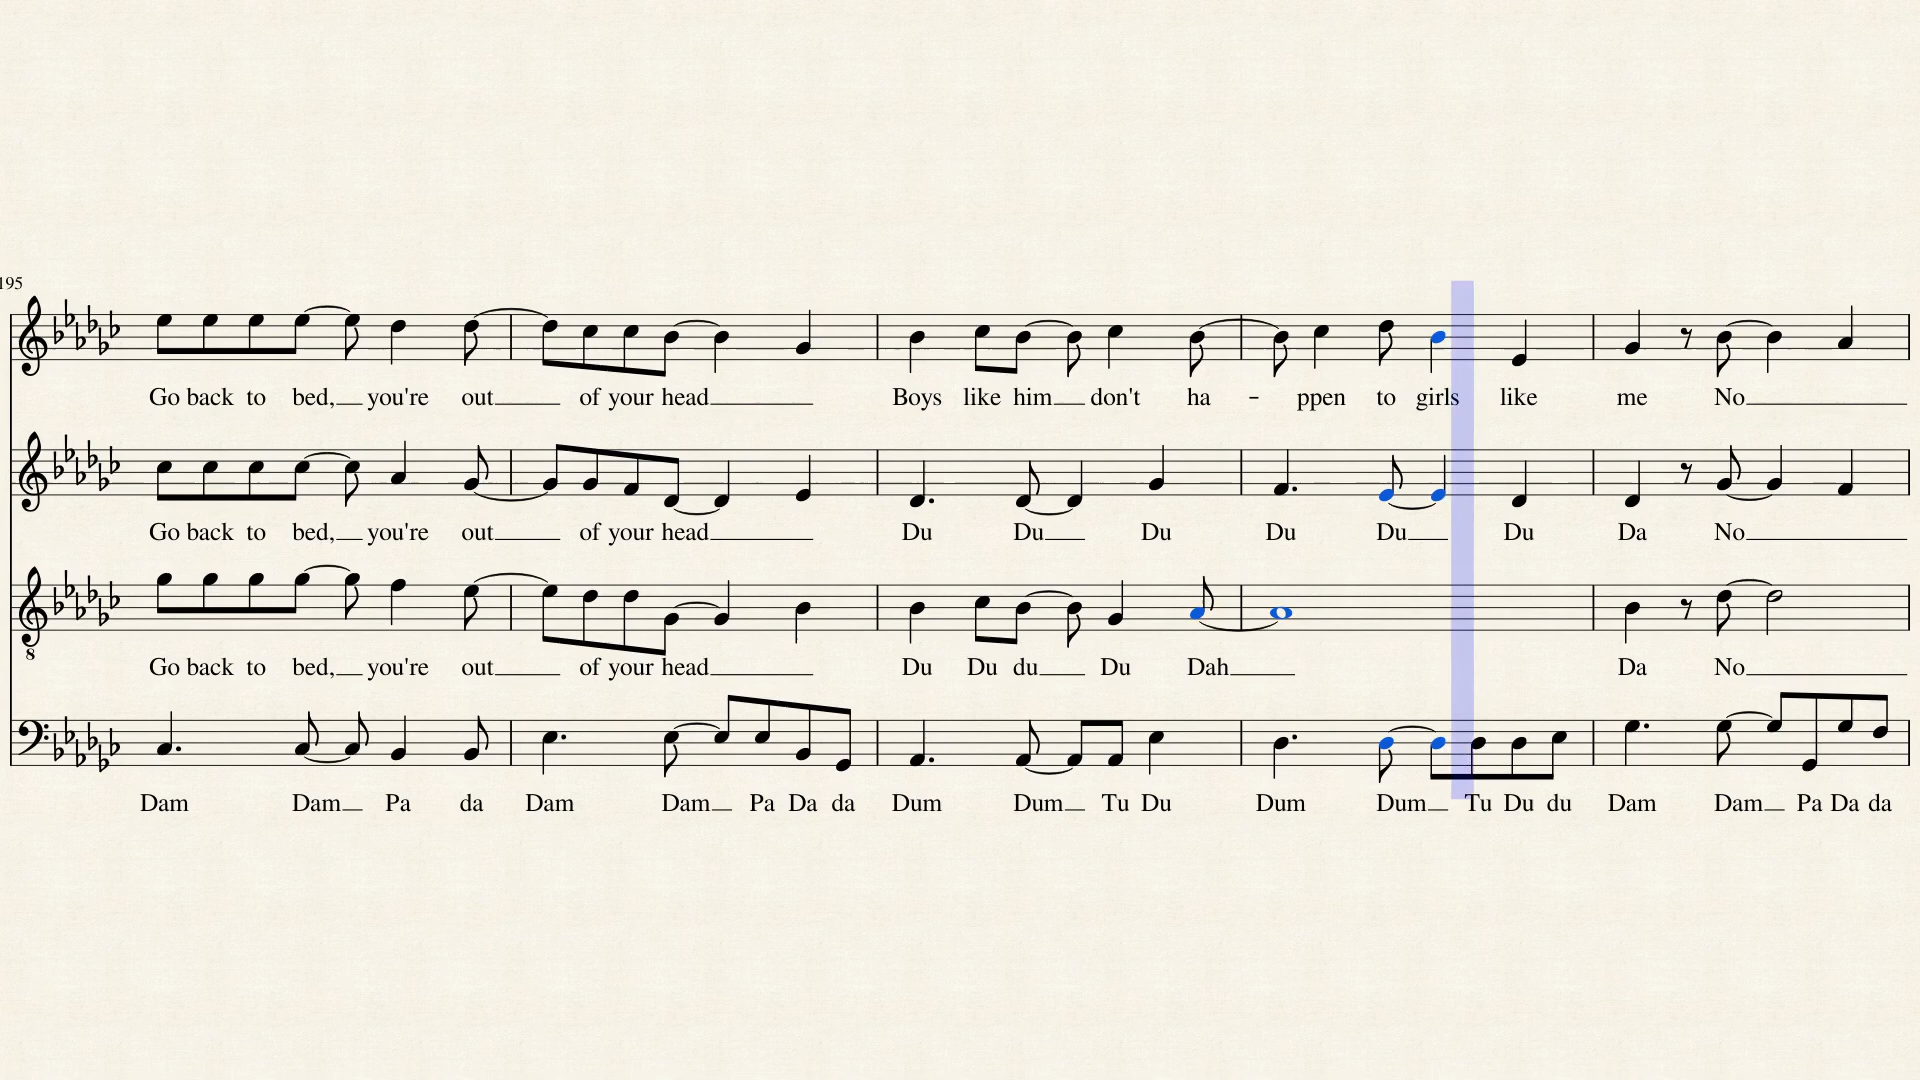 195
Go back to bed, you're out of your head Boys like him don't ha - ppen to girls like me No
Go back to bed, you're out of your head Du Du Du Du Du Du Da No
8
Go back to bed, you're out of your head Du Du du Du Dah Da No
Dam Dam Pa da Dam Dam Pa Da da Dum Dum Tu Du Dum Dum Tu Du du Dam Dam Pa Da da